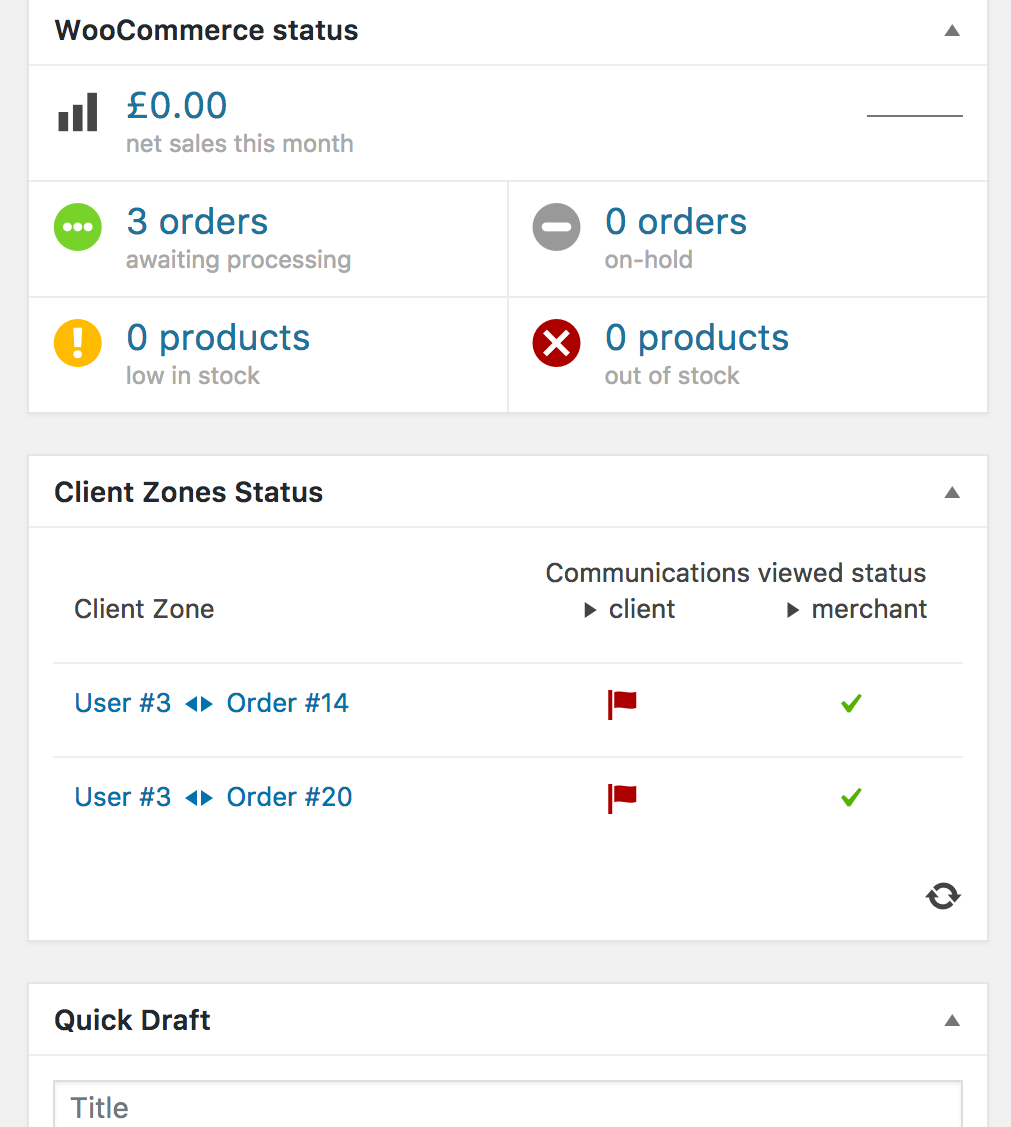 WooCommerce status
£0.00
net sales this month
3 orders
awaiting processing
0 orders
on-hold
0 products
low in stock
0 products
out of stock
Client Zones Status
Communications viewed status
Client Zone client merchant
User #3 Order #14
User #3 Order #20
Quick Draft
Title